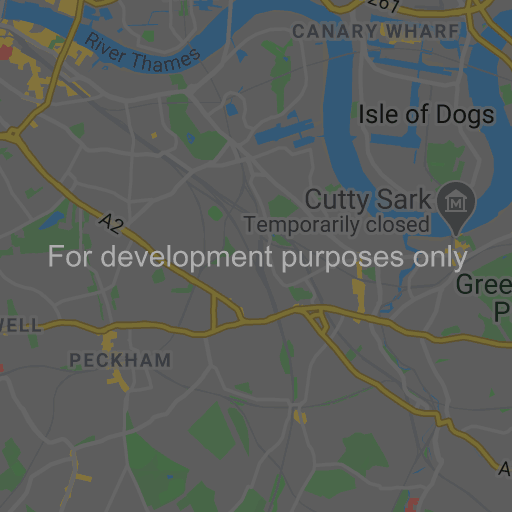 261
CANARY WHARF
River Thames
Isle of Dogs
Cutty Sark
Temporarily closed
A2
For development purposes only
Gree
P
WELL
PECKHAM
A